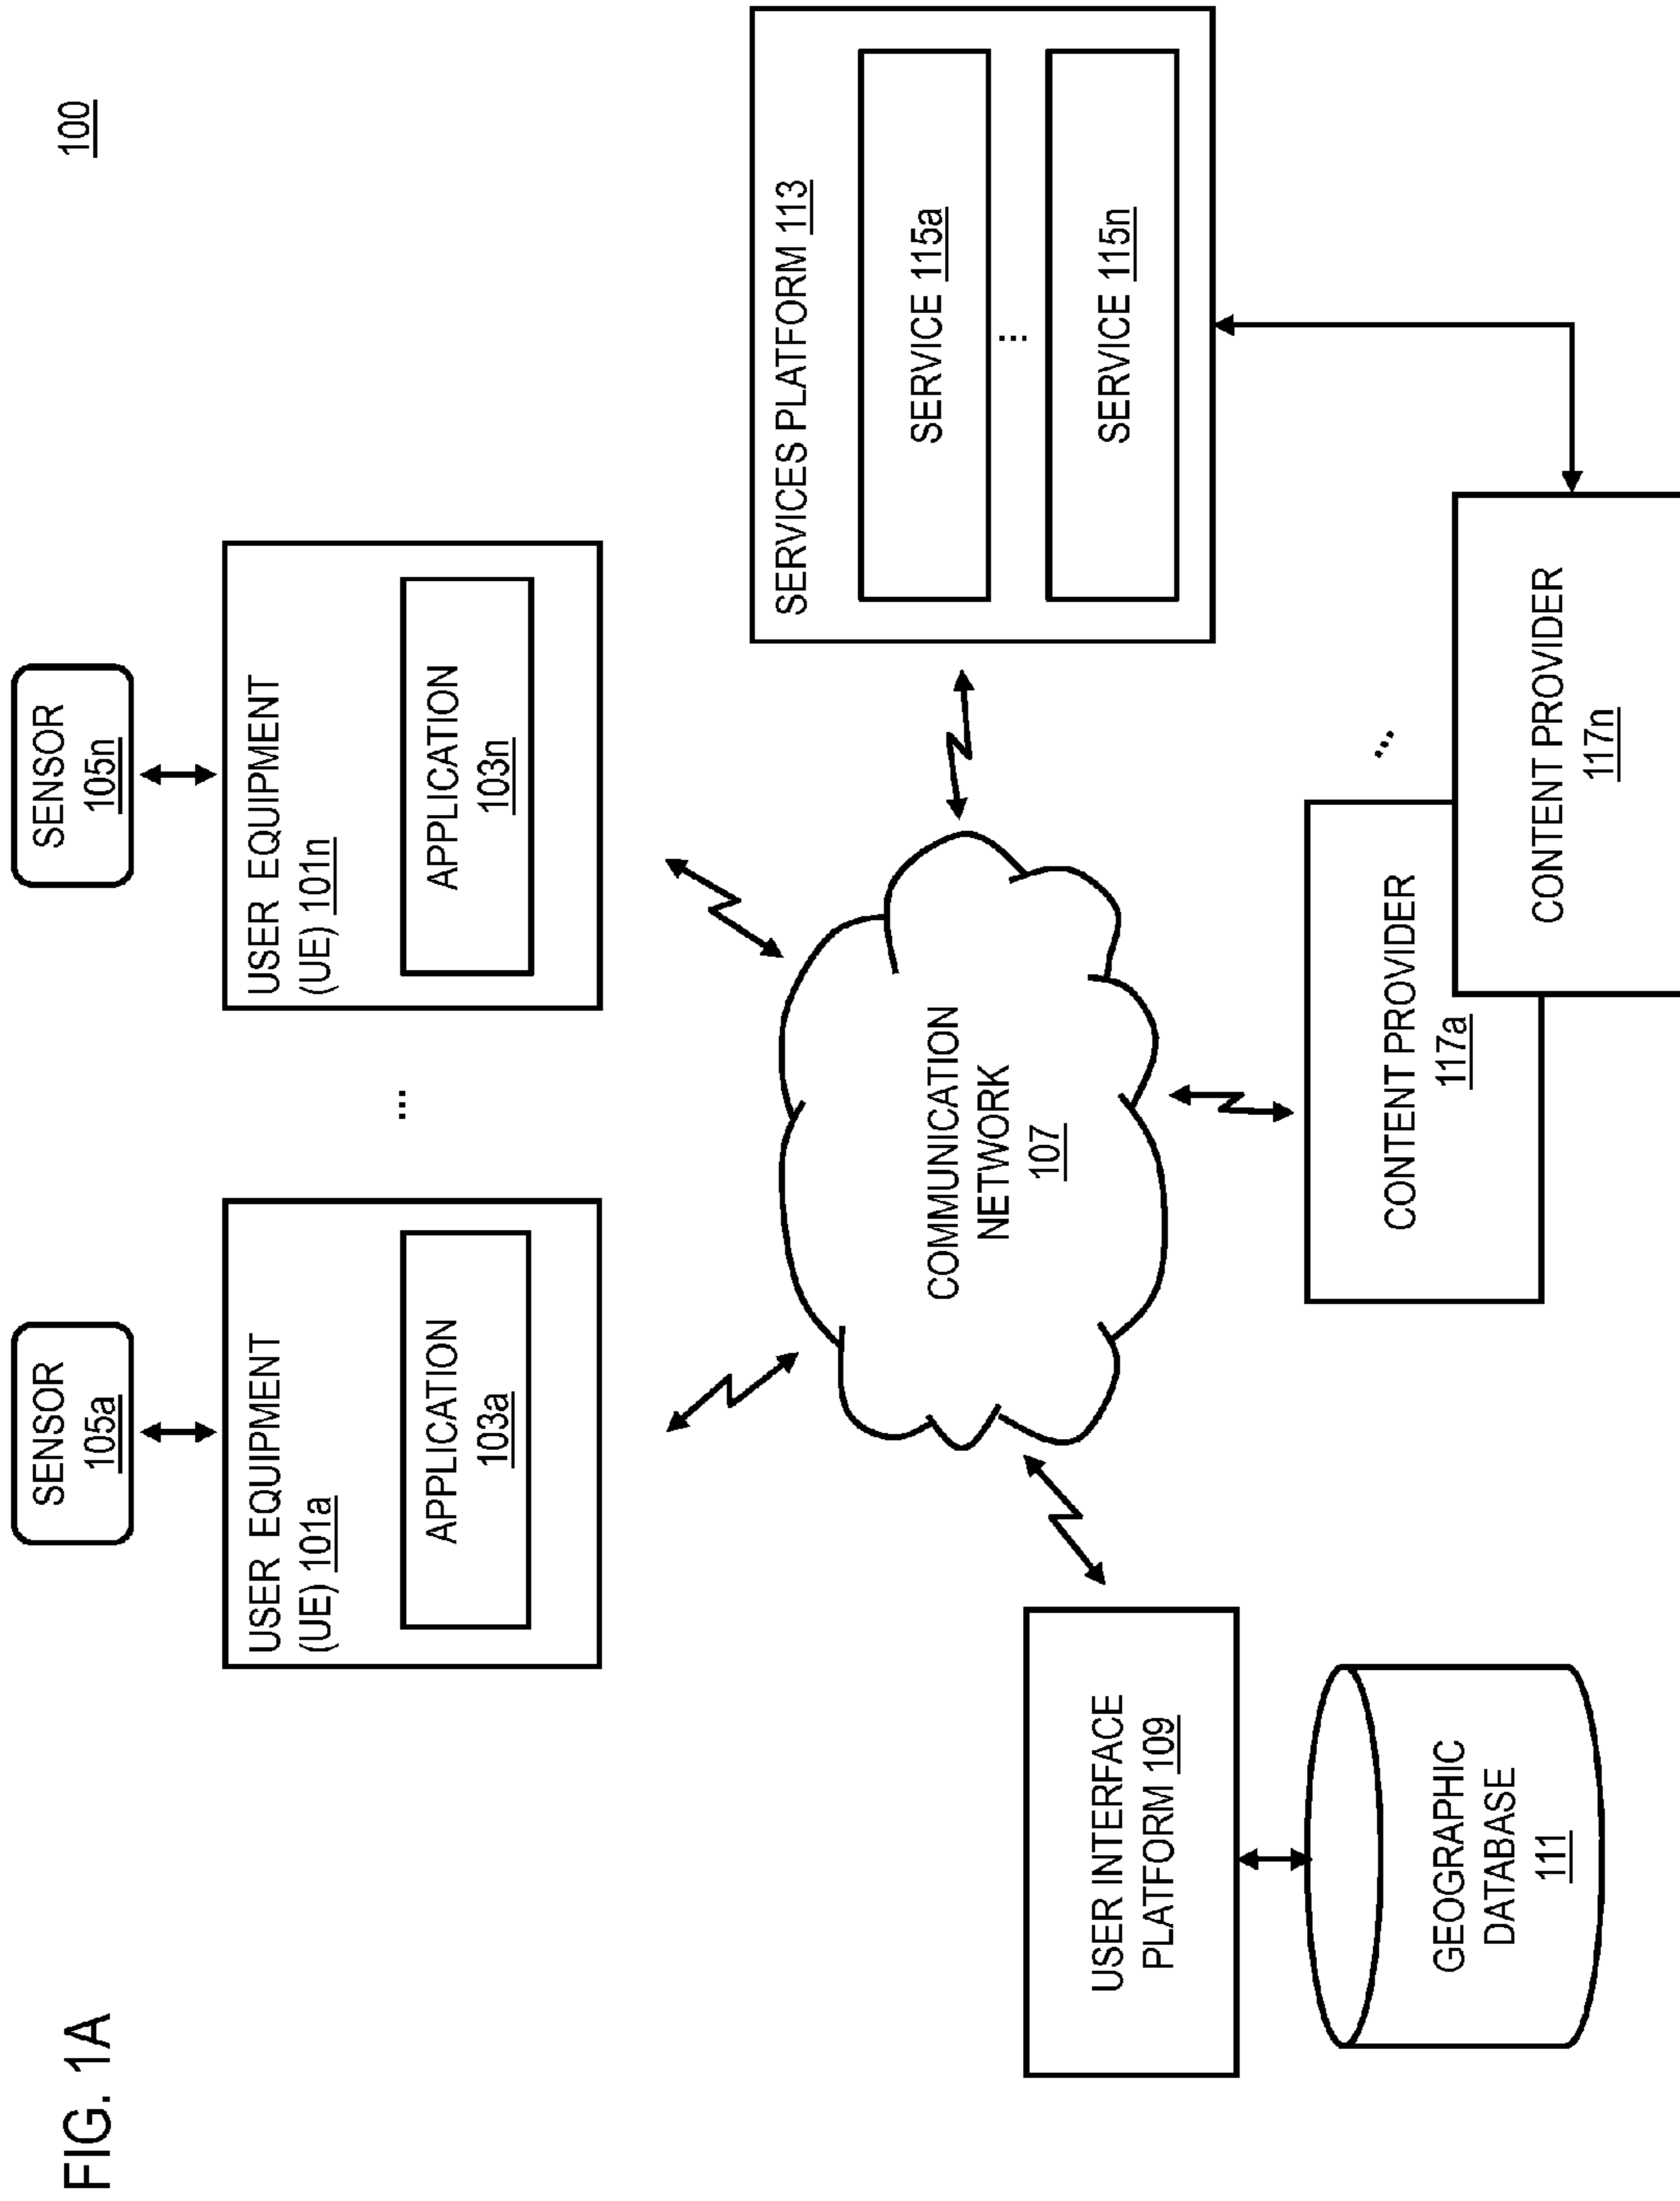 FIG. 1A
100
SENSOR
105a
SENSOR
105n
USER EQUIPMENT
(UE) 101a
APPLICATION
103a
...
USER EQUIPMENT
(UE) 101n
APPLICATION
103n
COMMUNICATION
NETWORK
107
SERVICES PLATFORM 113
SERVICE 115a
...
SERVICE 115n
USER INTERFACE
PLATFORM 109
GEOGRAPHIC
DATABASE
111
CONTENT PROVIDER
117a
...
CONTENT PROVIDER
117n